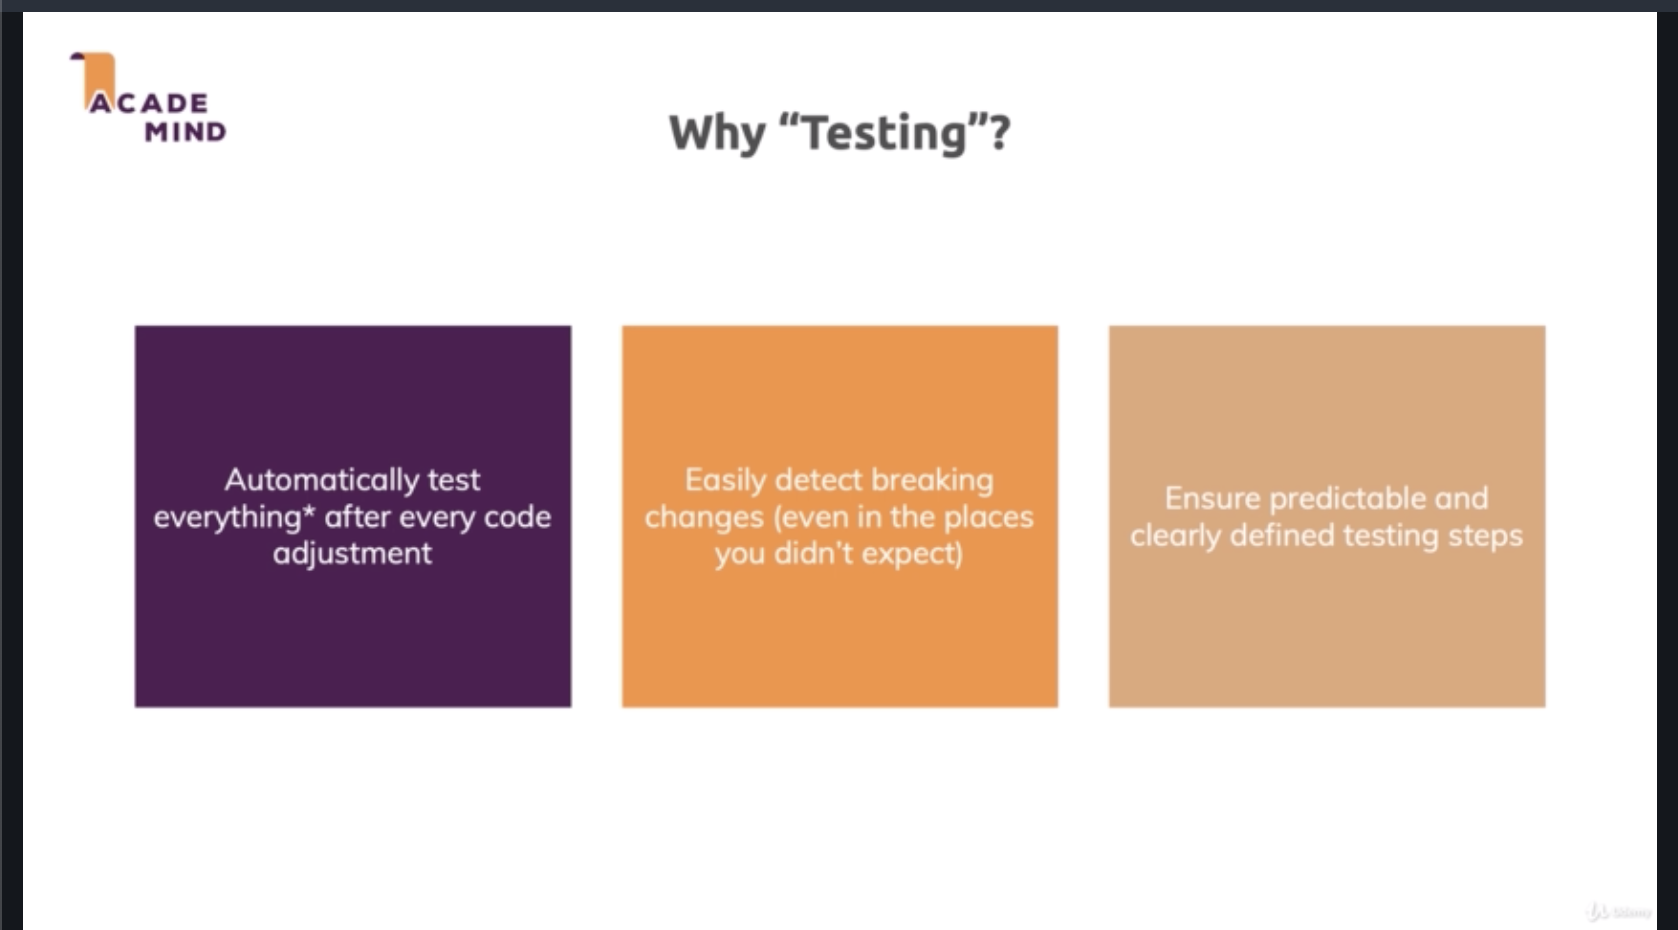 ACADE
MIND
Why “Testing”?
Automatically test
everything* after every code
adjustment
Easily detect breaking
changes (even in the places
you didn’t expect)
Ensure predictable and
clearly defined testing steps
Udemy